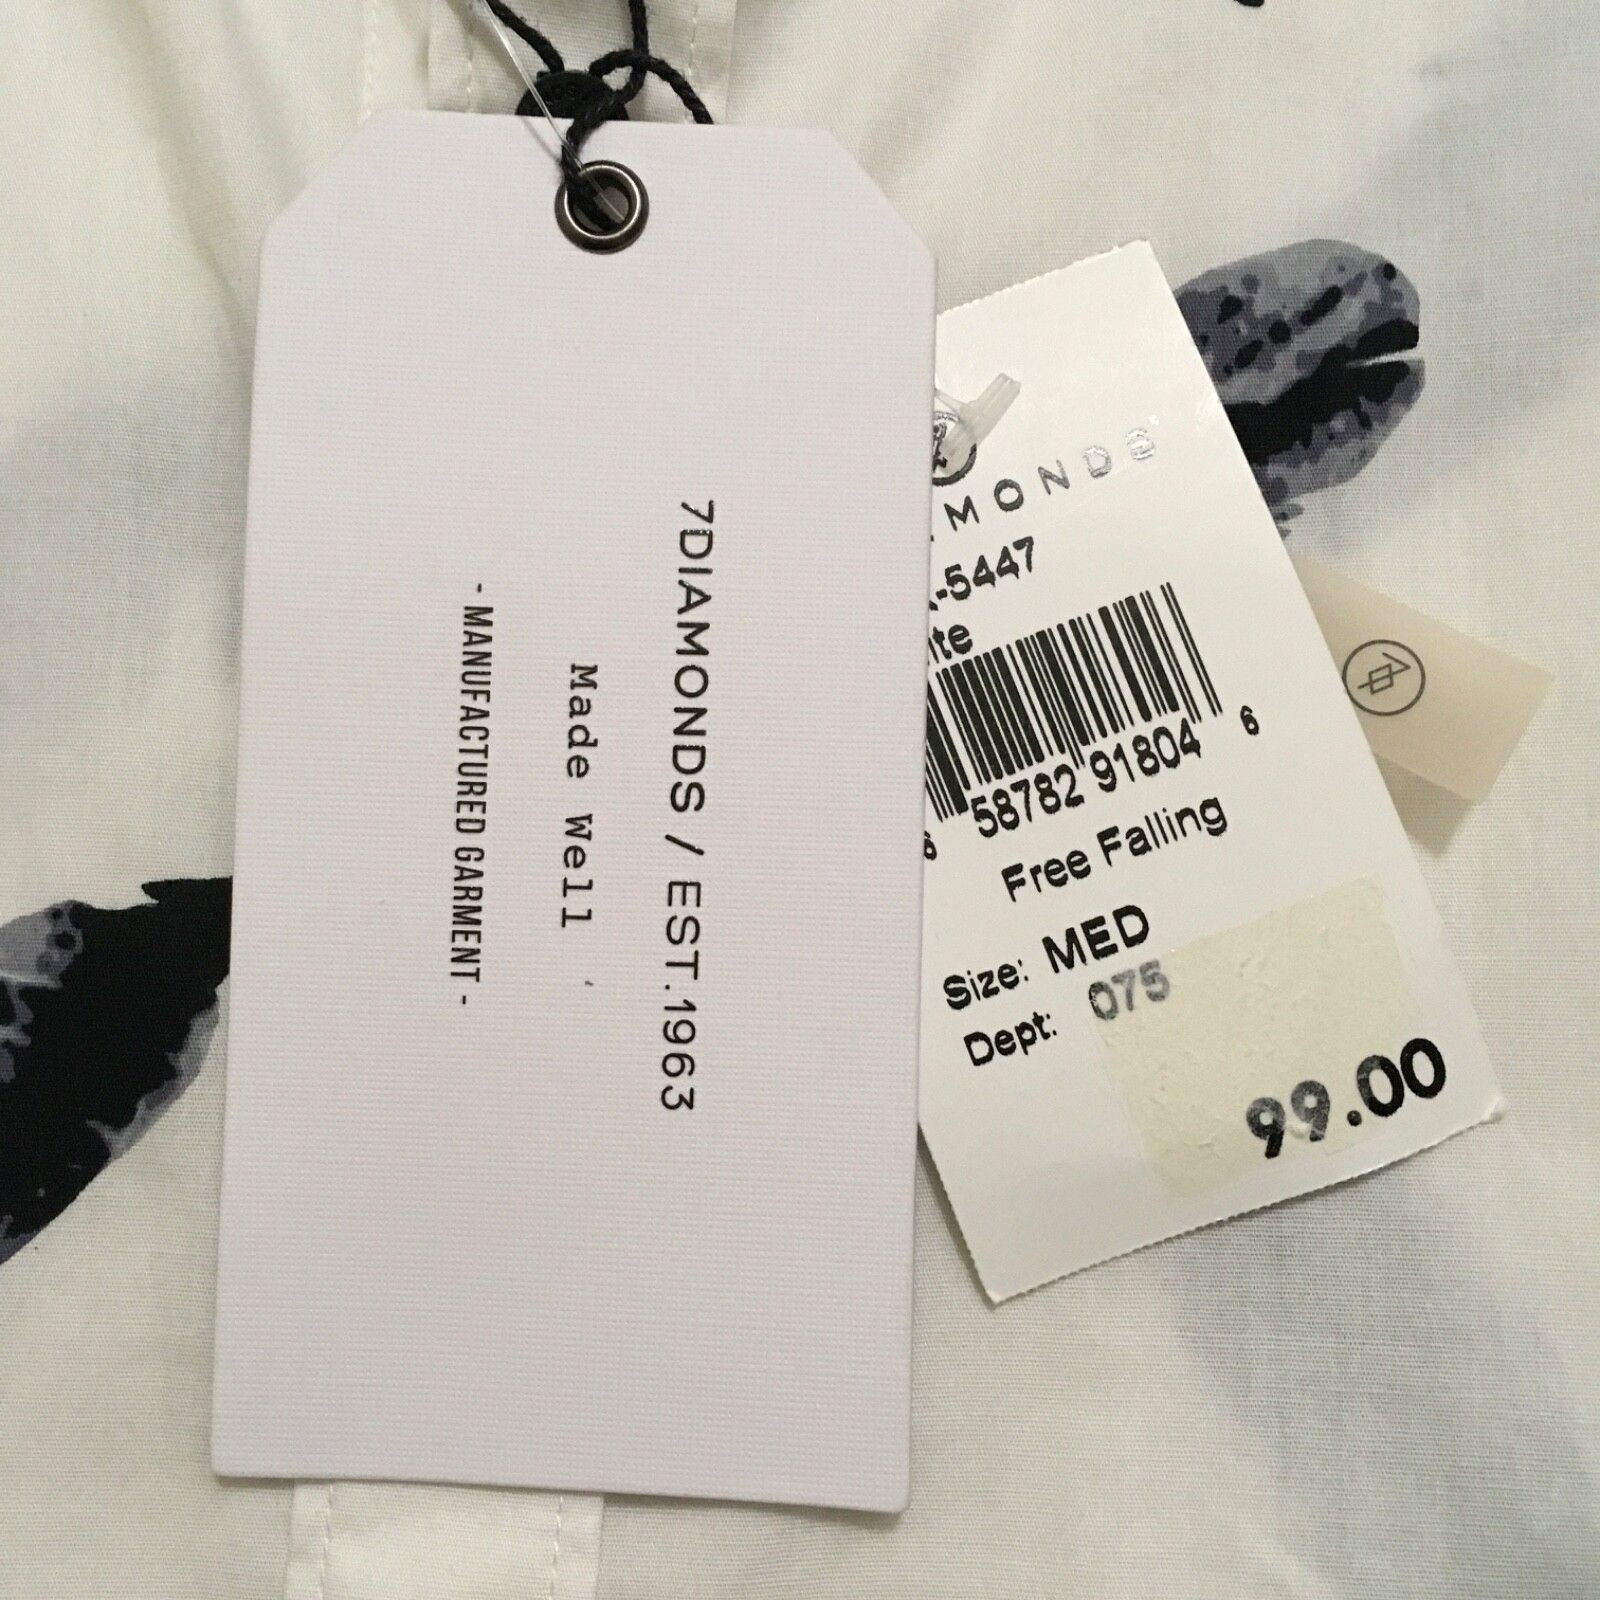 7DIAMONDS / EST.1963
Made Well
- MANUFACTURED GARMENT -
MONDS
-5447
58782 91804 6
Free Falling
Size: MED
Dept: 075
99.00